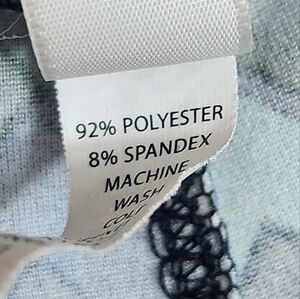 92% POLYESTER
8% SPANDEX
MACHINE
WASH